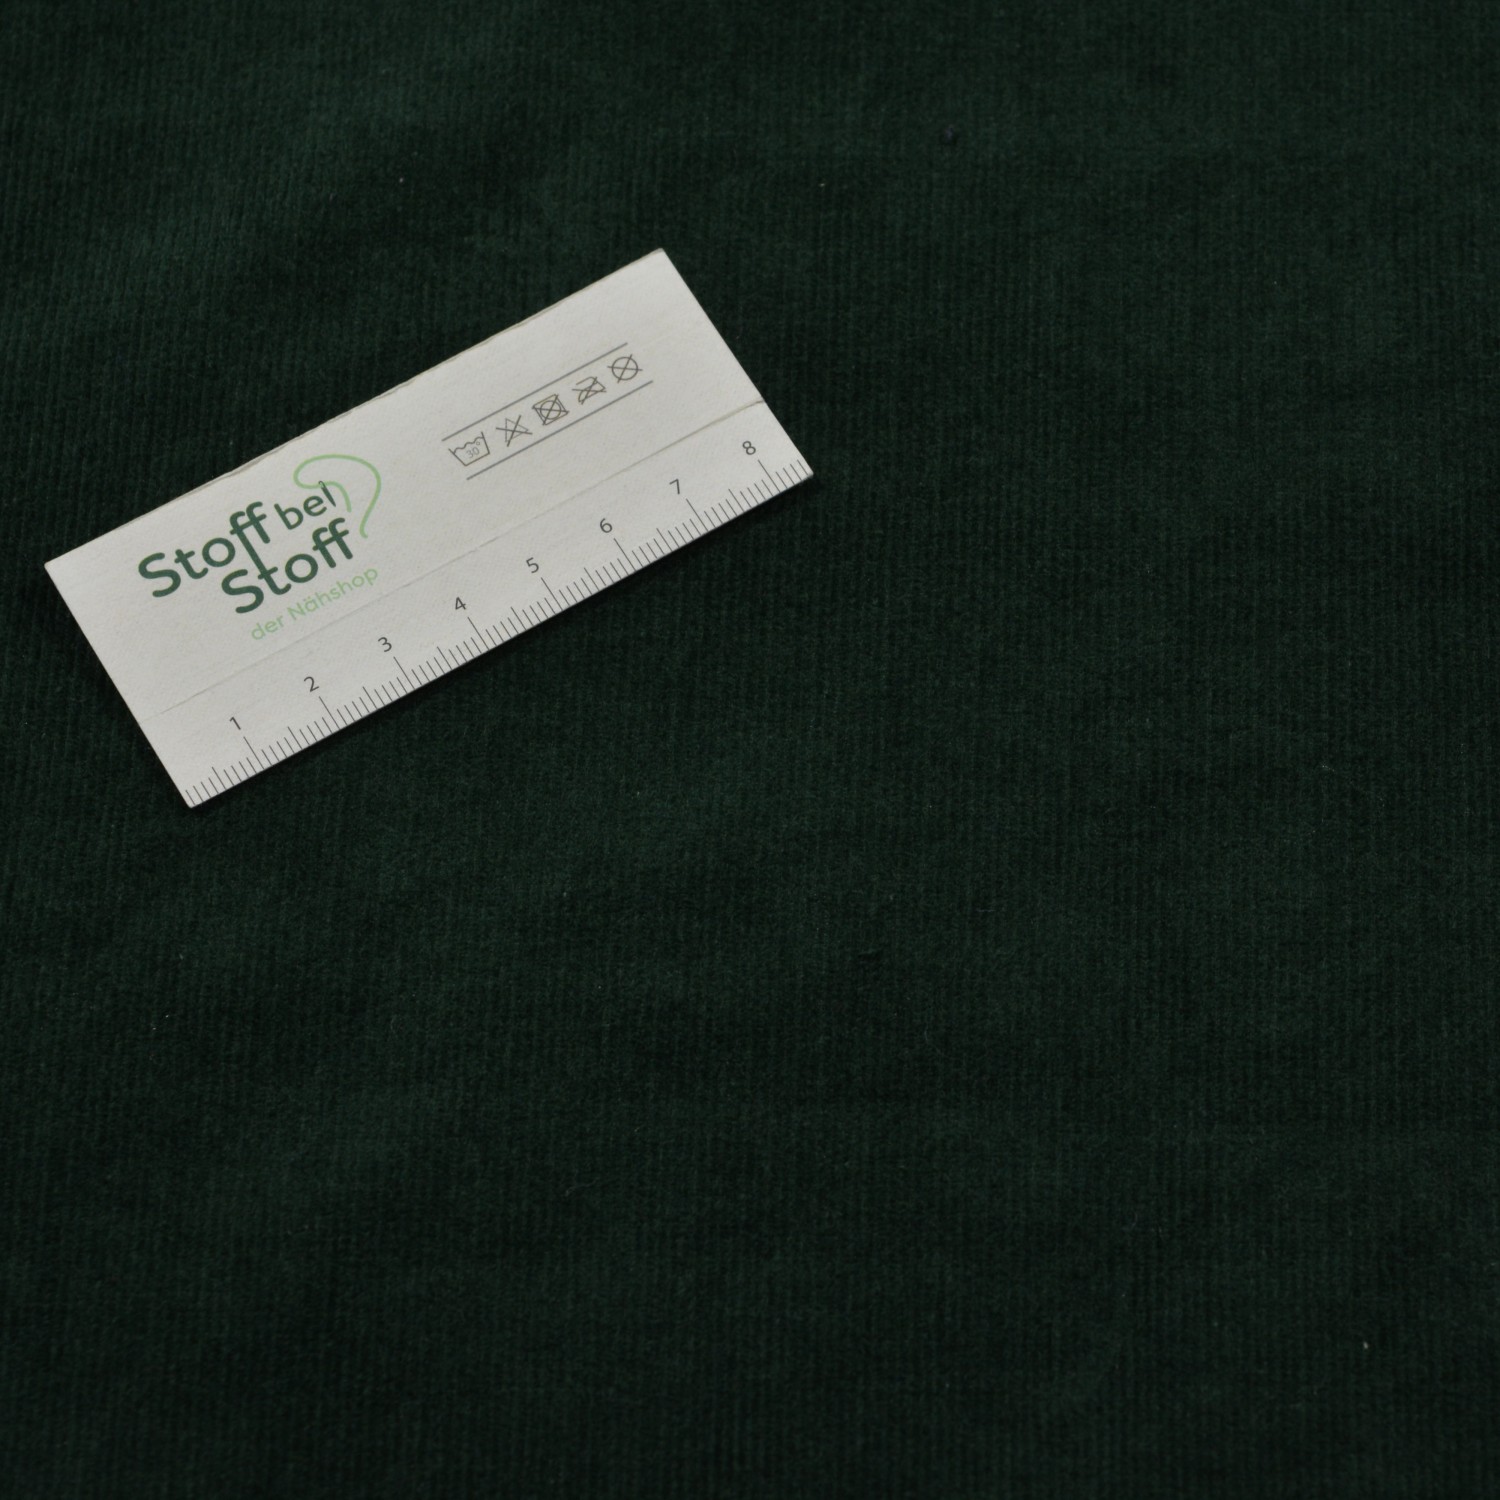 Stoff bei
Stoff
der Nähshop
30°
1 2 3 4 5 6 7 8